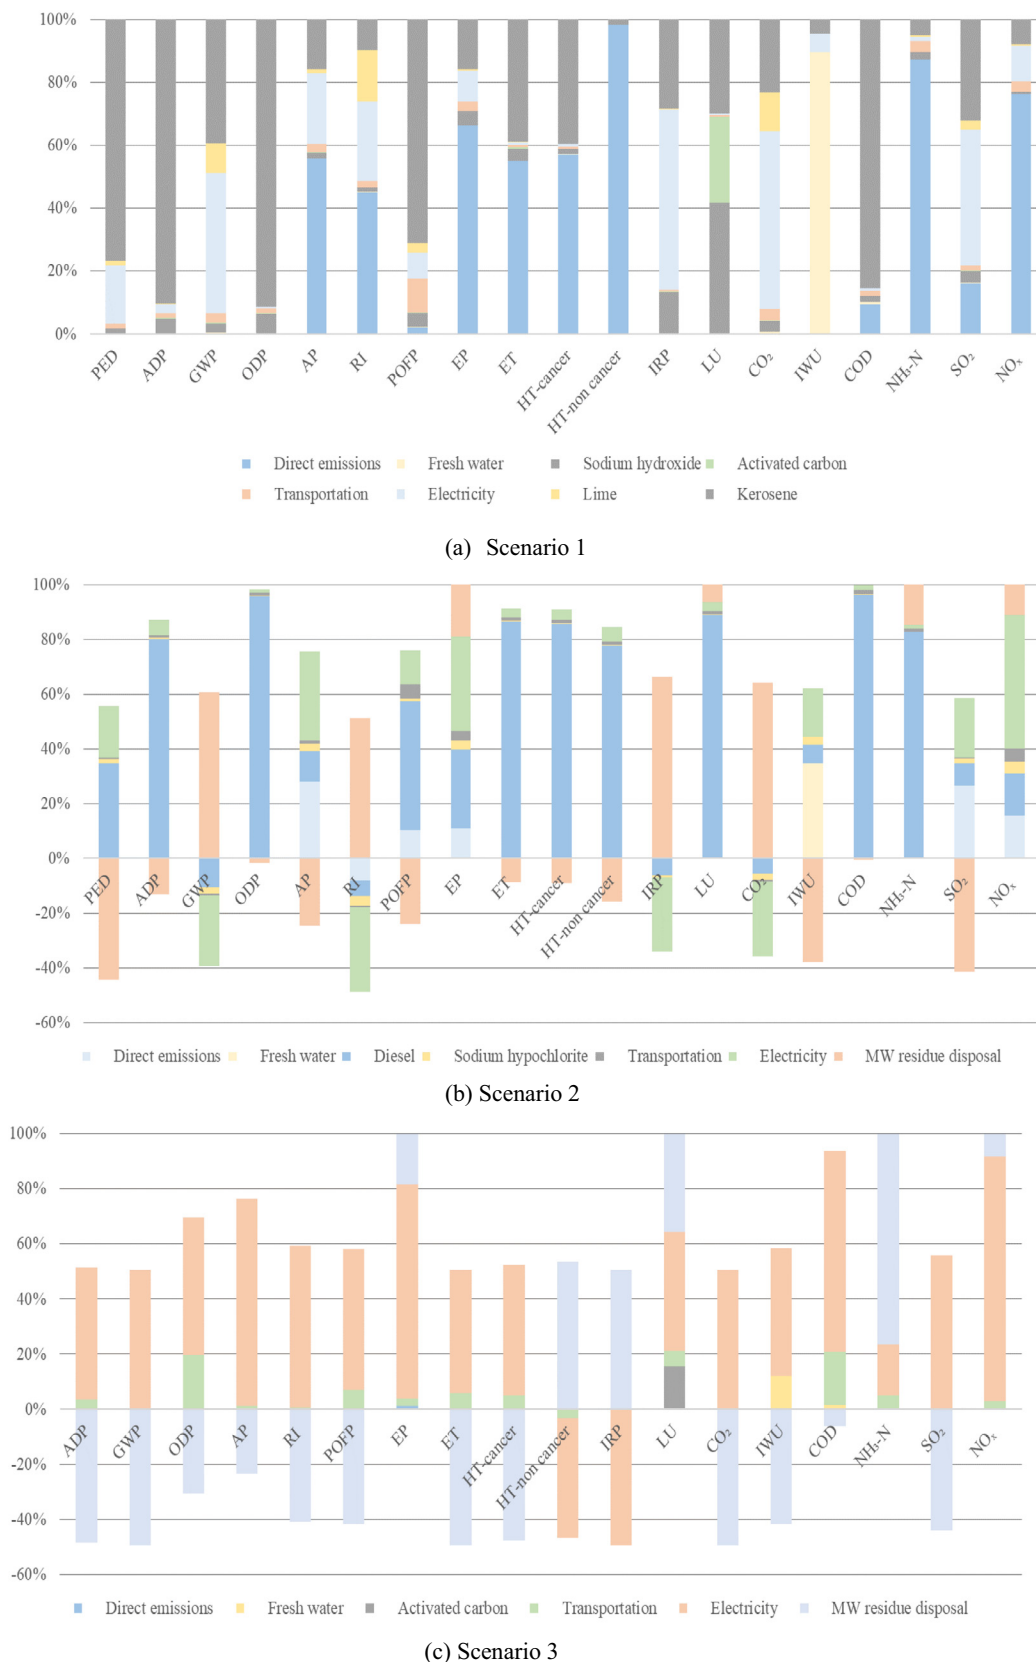 100%
80%
60%
40%
20%
0%
PED ADP GWP ODP AP RI POFP EP ET HT-cancer HT-non cancer IRP LU CO₂ IWU COD NH₃-N SO₂ NOₓ
Direct emissions Fresh water Sodium hydroxide Activated carbon
Transportation Electricity Lime Kerosene
(a) Scenario 1
100%
80%
60%
40%
20%
0%
PED ADP GWP ODP AP RI POFP EP ET HT-cancer HT-non cancer IRP LU CO₂ IWU COD NH₃-N SO₂ NOₓ
-20%
-40%
-60%
Direct emissions Fresh water Diesel Sodium hypochlorite Transportation Electricity MW residue disposal
(b) Scenario 2
100%
80%
60%
40%
20%
0%
ADP GWP ODP AP RI POFP EP ET HT-cancer HT-non cancer IRP LU CO₂ IWU COD NH₃-N SO₂ NOₓ
-20%
-40%
-60%
Direct emissions Fresh water Activated carbon Transportation Electricity MW residue disposal
(c) Scenario 3